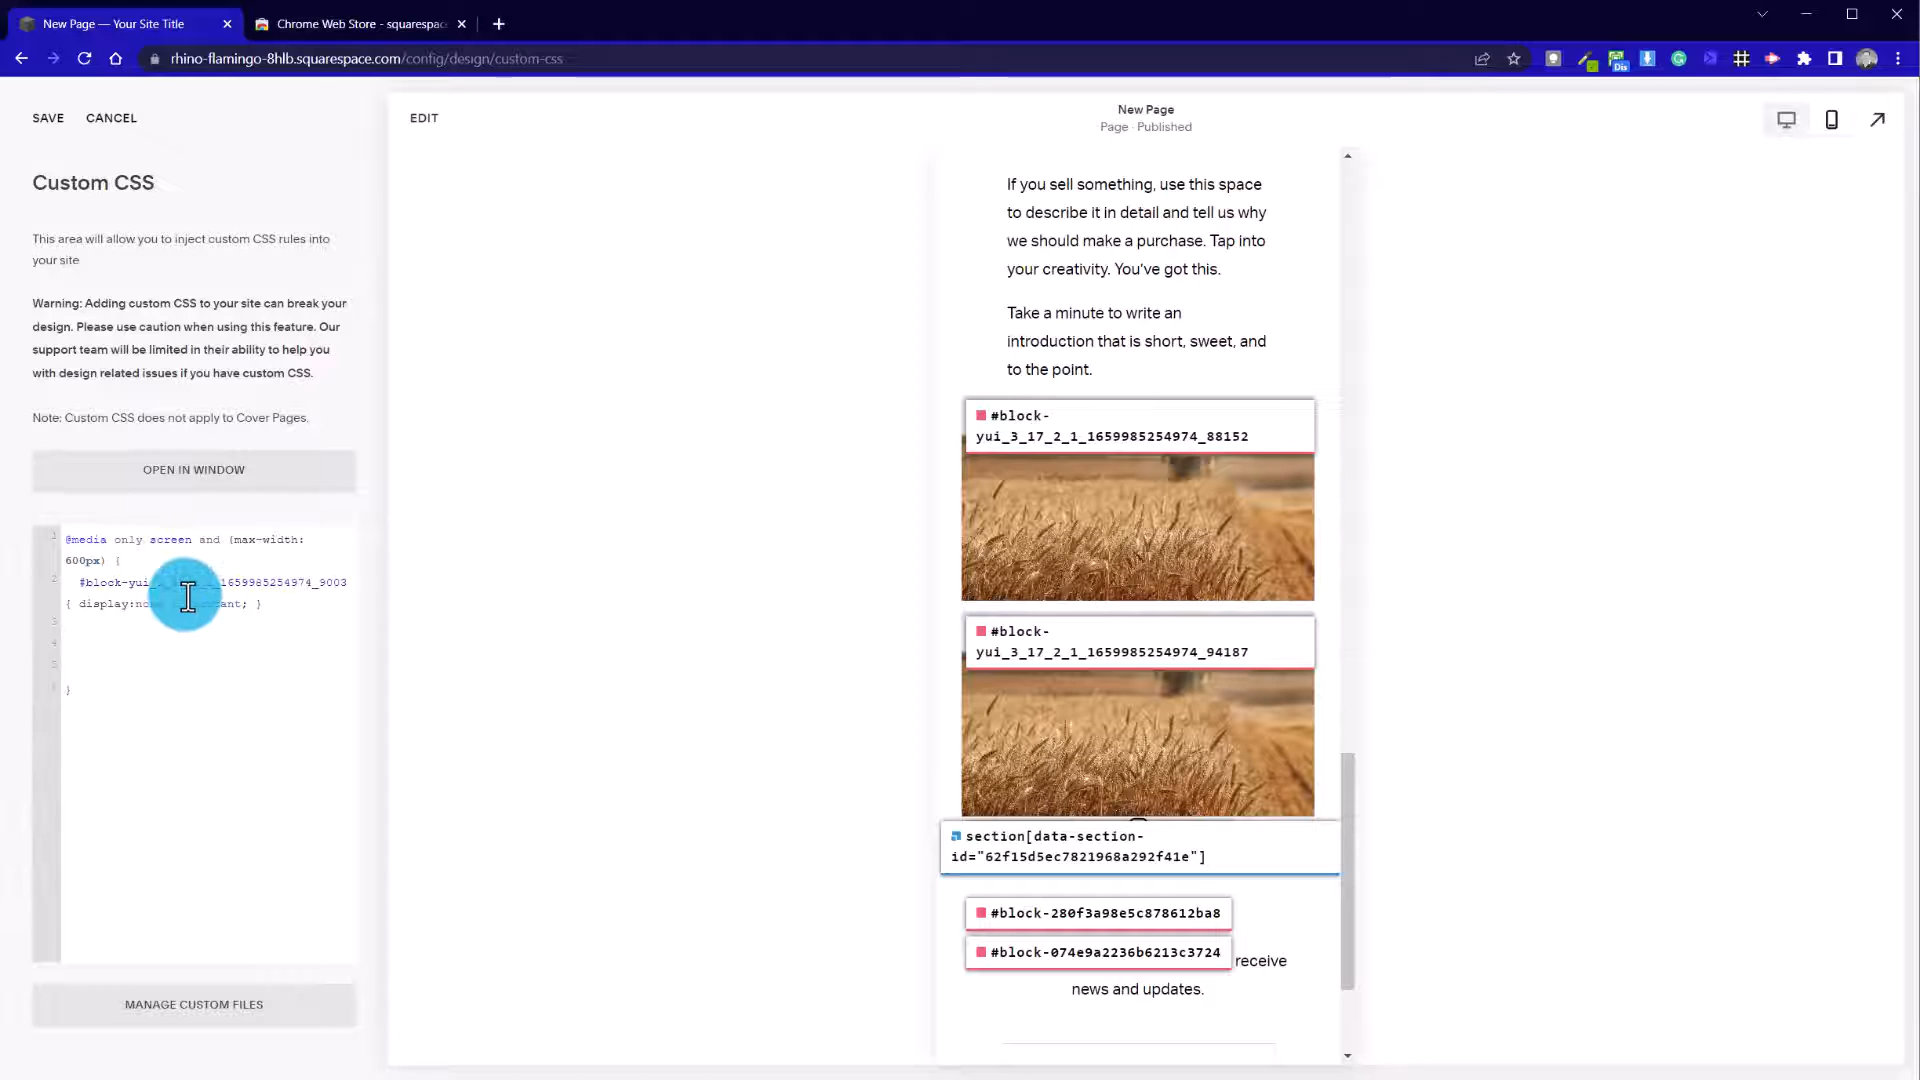 New Page — Your Site Title
Chrome Web Store - squarespac
rhino-flamingo-8hlb.squarespace.com/config/design/custom-css
SAVE CANCEL
Custom CSS
This area will allow you to inject custom CSS rules into
your site
Warning: Adding custom CSS to your site can break your
design. Please use caution when using this feature. Our
support team will be limited in their ability to help you
with design related issues if you have custom CSS.
Note: Custom CSS does not apply to Cover Pages.
OPEN IN WINDOW
1 @media only screen and (max-width:
600px) {
2 #block-yui 1659985254974_9003
{ display:none ; }
3
4
5
}
MANAGE CUSTOM FILES
EDIT
New Page
Page · Published
If you sell something, use this space
to describe it in detail and tell us why
we should make a purchase. Tap into
your creativity. You've got this.
Take a minute to write an
introduction that is short, sweet, and
to the point.
#block-
yui_3_17_2_1_1659985254974_88152
#block-
yui_3_17_2_1_1659985254974_94187
section[data-section-
id="62f15d5ec7821968a292f41e"]
#block-280f3a98e5c878612ba8
#block-074e9a2236b6213c3724
receive
news and updates.